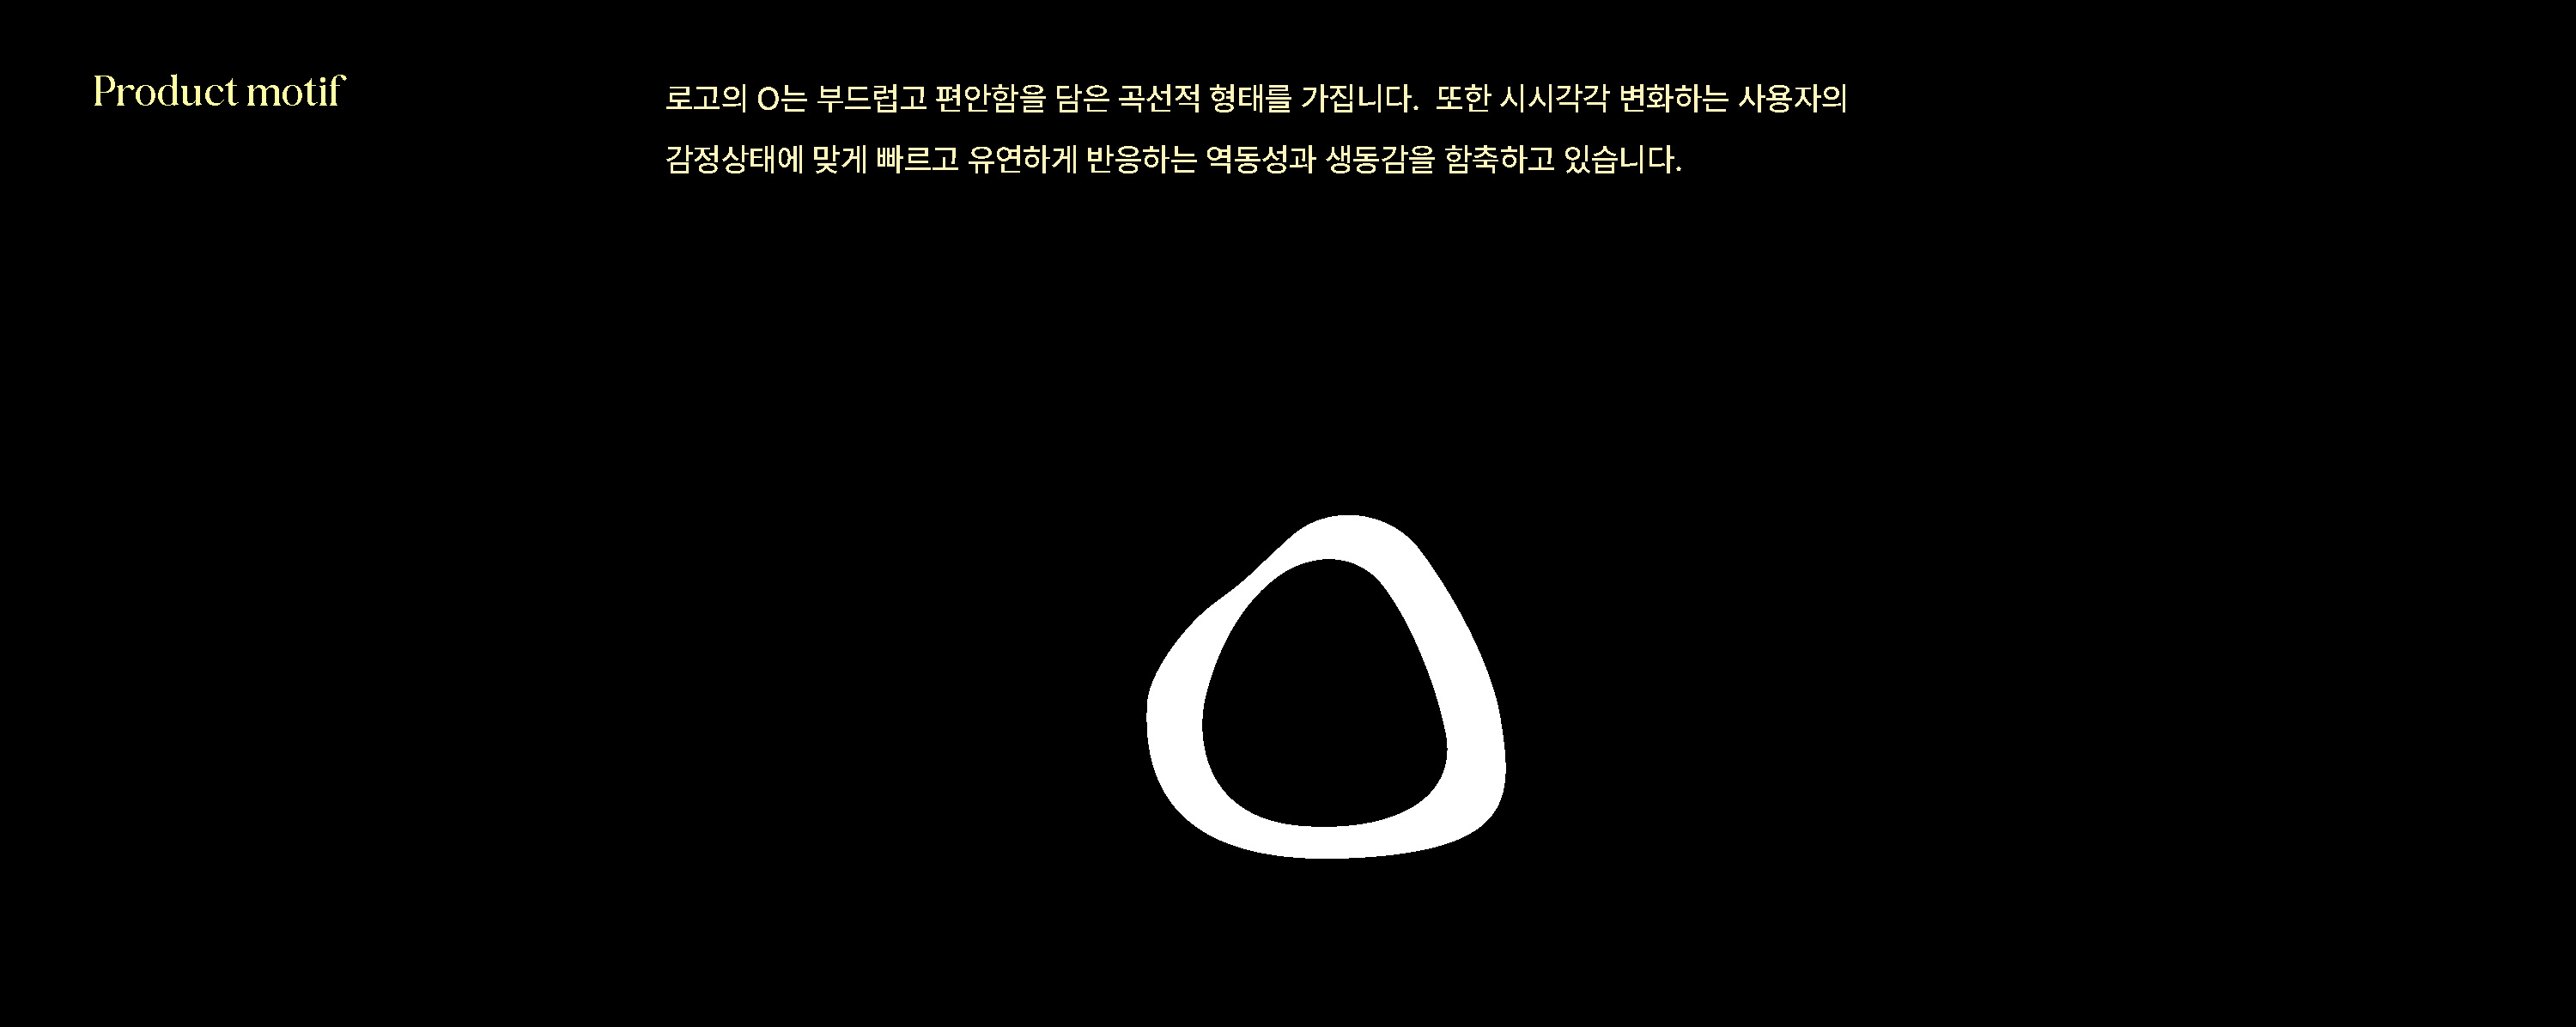 Product motif
로고의 O는 부드럽고 편안함을 담은 곡선적 형태를 가집니다.  또한 시시각각 변화하는 사용자의
감정상태에 맞게 빠르고 유연하게 반응하는 역동성과 생동감을 함축하고 있습니다.